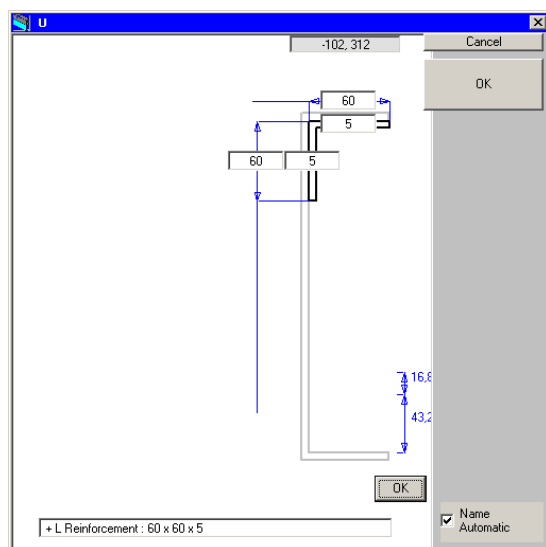 U
-102, 312
Cancel
OK
60
5
60
5
16,8
43,2
OK
Name
Automatic
+ L Reinforcement : 60 x 60 x 5